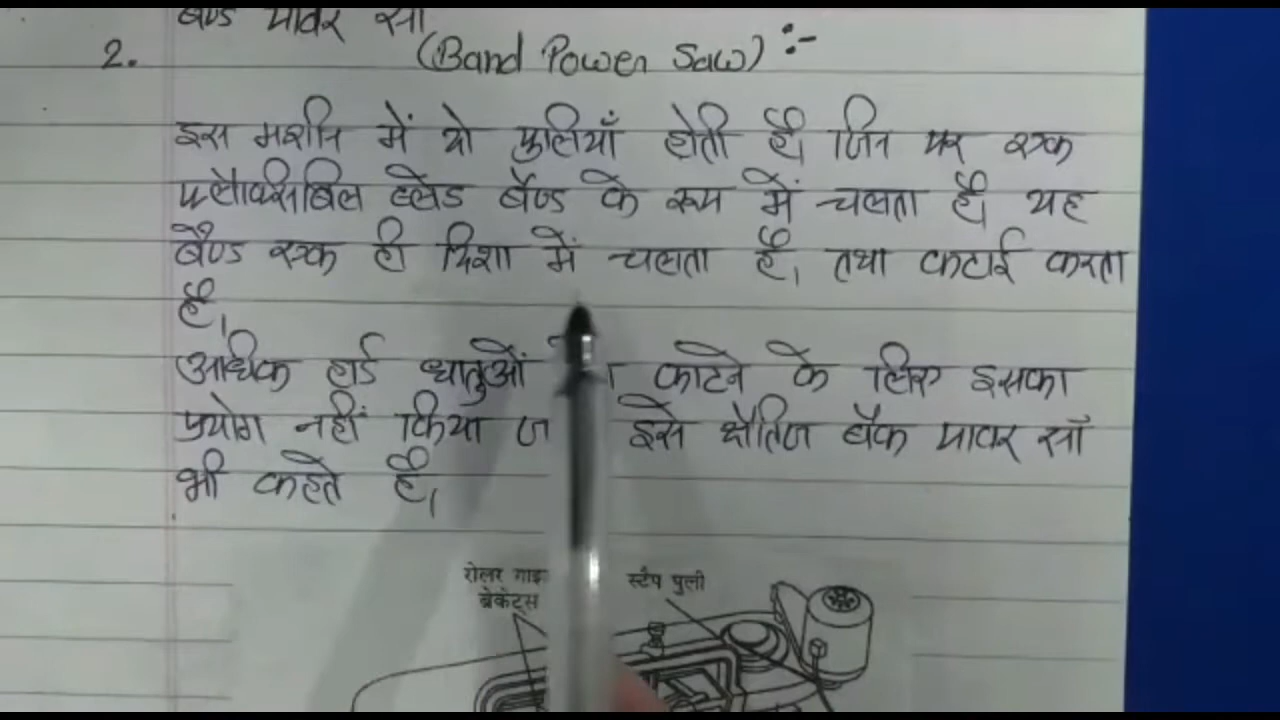 बैण्ड पावर सॉ
2. (Band Power Saw) :-
इस मशीन में दो पुलियाँ होती है। जिन पर एक
फ्लैक्सिबिल ब्लेड बैण्ड के रूप में चलता है। यह
बैण्ड एक ही दिशा में चलता है। तथा कटाई करता
है।
अधिक हार्ड धातुओं काटने के लिए इसका
प्रयोग नहीं किया इसे क्षैतिज बैक पावर सॉ
भी कहते है।
रोलर स्टैप पुली
ब्रेकेट्स